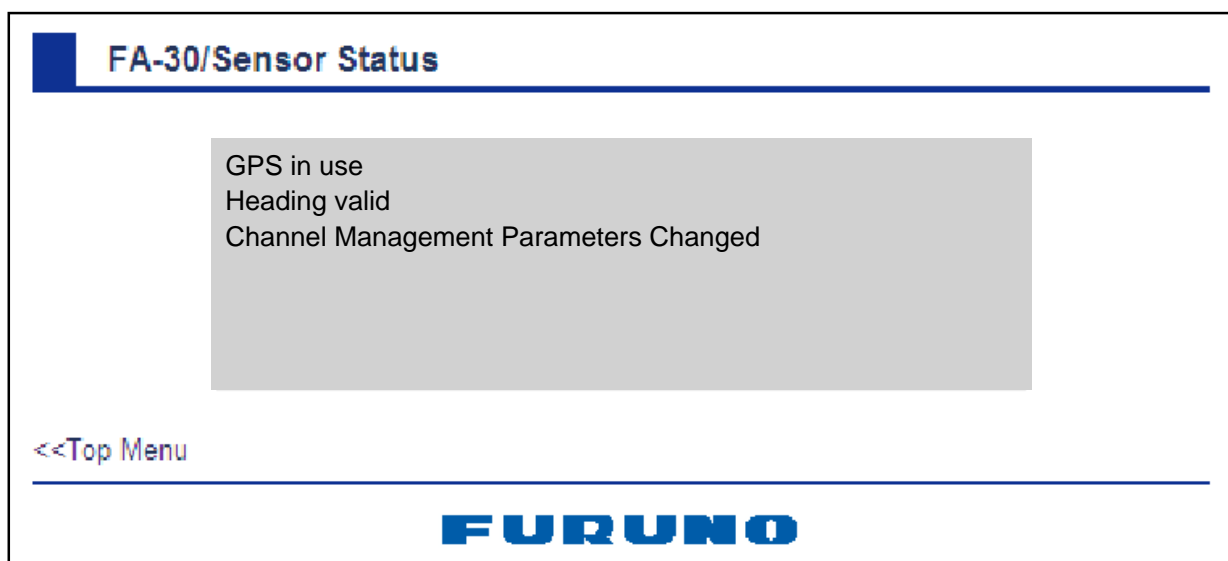 FA-30/Sensor Status
GPS in use
Heading valid
Channel Management Parameters Changed
<<Top Menu
FURUNO